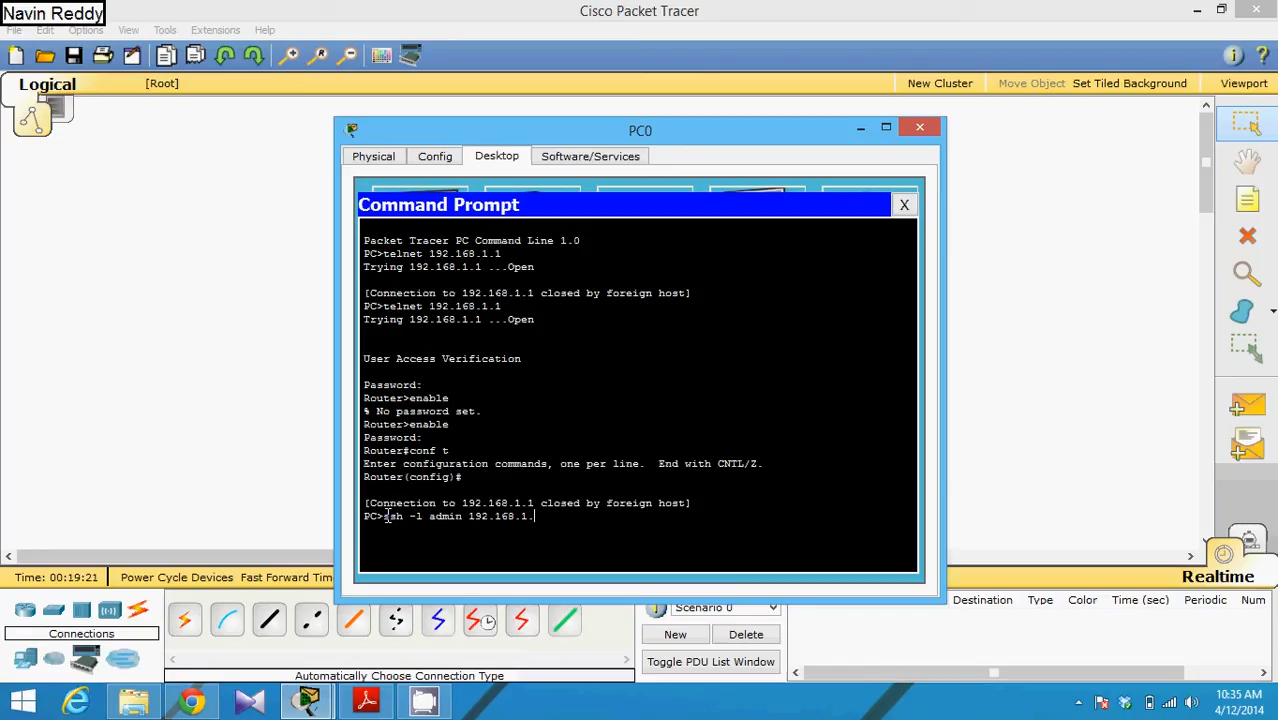 Navin Reddy
Cisco Packet Tracer
File Edit Options View Tools Extensions Help
Logical
[Root]
New Cluster
Move Object
Set Tiled Background
Viewport
PC0
Physical
Config
Desktop
Software/Services
Command Prompt
X
Packet Tracer PC Command Line 1.0
PC>telnet 192.168.1.1
Trying 192.168.1.1 ...Open
[Connection to 192.168.1.1 closed by foreign host]
PC>telnet 192.168.1.1
Trying 192.168.1.1 ...Open
User Access Verification
Password:
Router>enable
% No password set.
Router>enable
Password:
Router#conf t
Enter configuration commands, one per line.  End with CNTL/Z.
Router(config)#
[Connection to 192.168.1.1 closed by foreign host]
PC>ssh -l admin 192.168.1.
Time: 00:19:21
Power Cycle Devices
Fast Forward Tim
Realtime
Scenario 0
Destination
Type
Color
Time (sec)
Periodic
Num
Connections
New
Delete
Toggle PDU List Window
Automatically Choose Connection Type
10:35 AM
4/12/2014